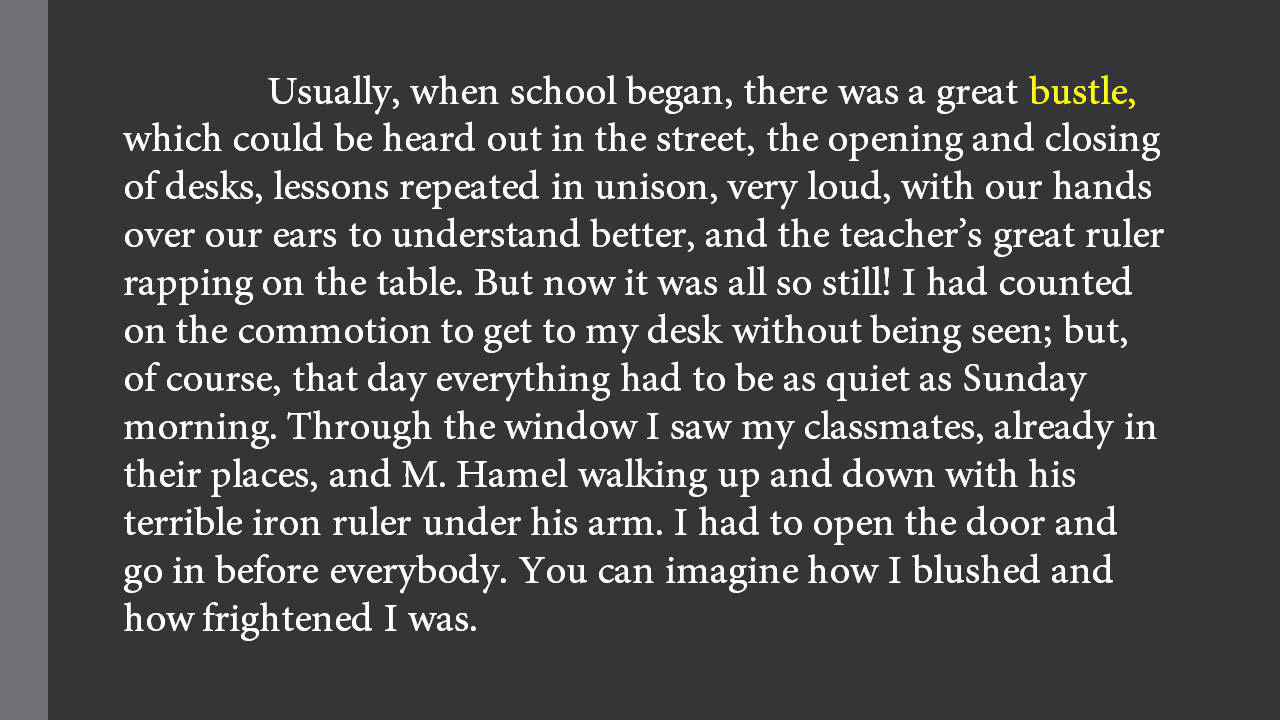 Usually, when school began, there was a great bustle,
which could be heard out in the street, the opening and closing
of desks, lessons repeated in unison, very loud, with our hands
over our ears to understand better, and the teacher’s great ruler
rapping on the table. But now it was all so still! I had counted
on the commotion to get to my desk without being seen; but,
of course, that day everything had to be as quiet as Sunday
morning. Through the window I saw my classmates, already in
their places, and M. Hamel walking up and down with his
terrible iron ruler under his arm. I had to open the door and
go in before everybody. You can imagine how I blushed and
how frightened I was.